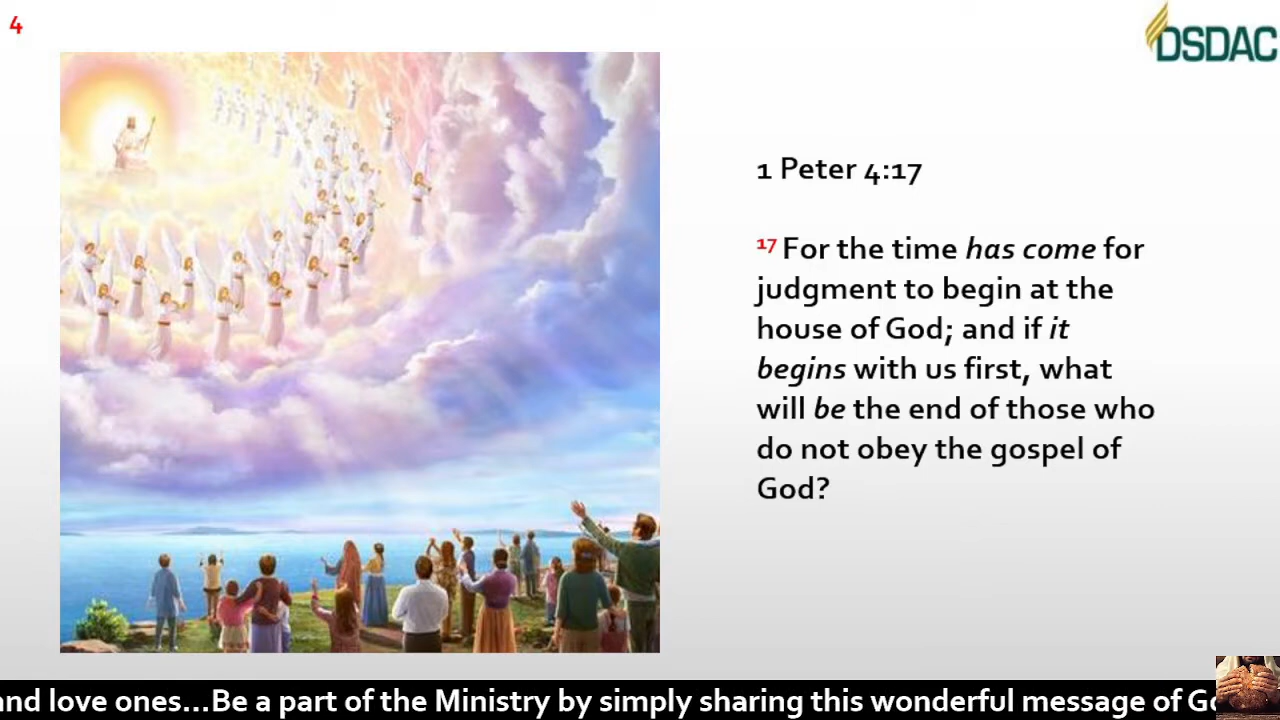 4
DSDAC
1 Peter 4:17
17 For the time has come for
judgment to begin at the
house of God; and if it
begins with us first, what
will be the end of those who
do not obey the gospel of
God?
and love ones...Be a part of the Ministry by simply sharing this wonderful message of